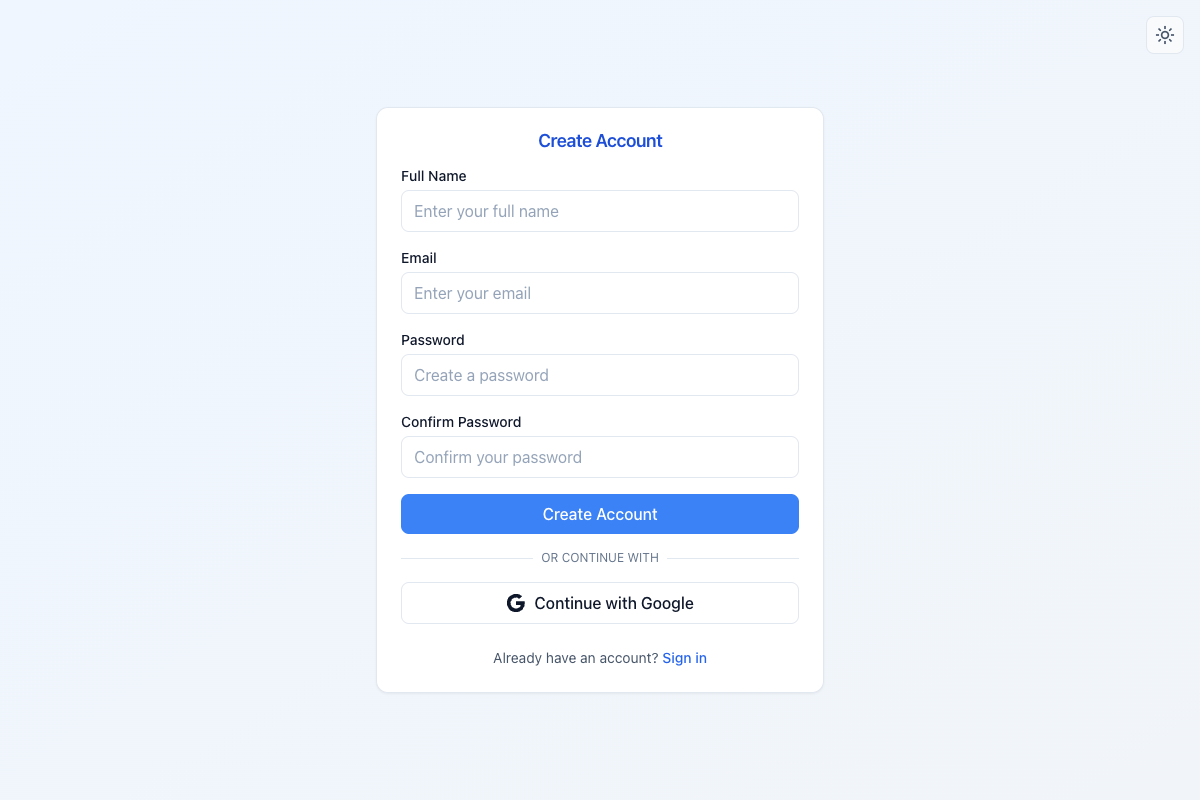 Create Account
Full Name
Enter your full name
Email
Enter your email
Password
Create a password
Confirm Password
Confirm your password
Create Account
OR CONTINUE WITH
Continue with Google
Already have an account? Sign in